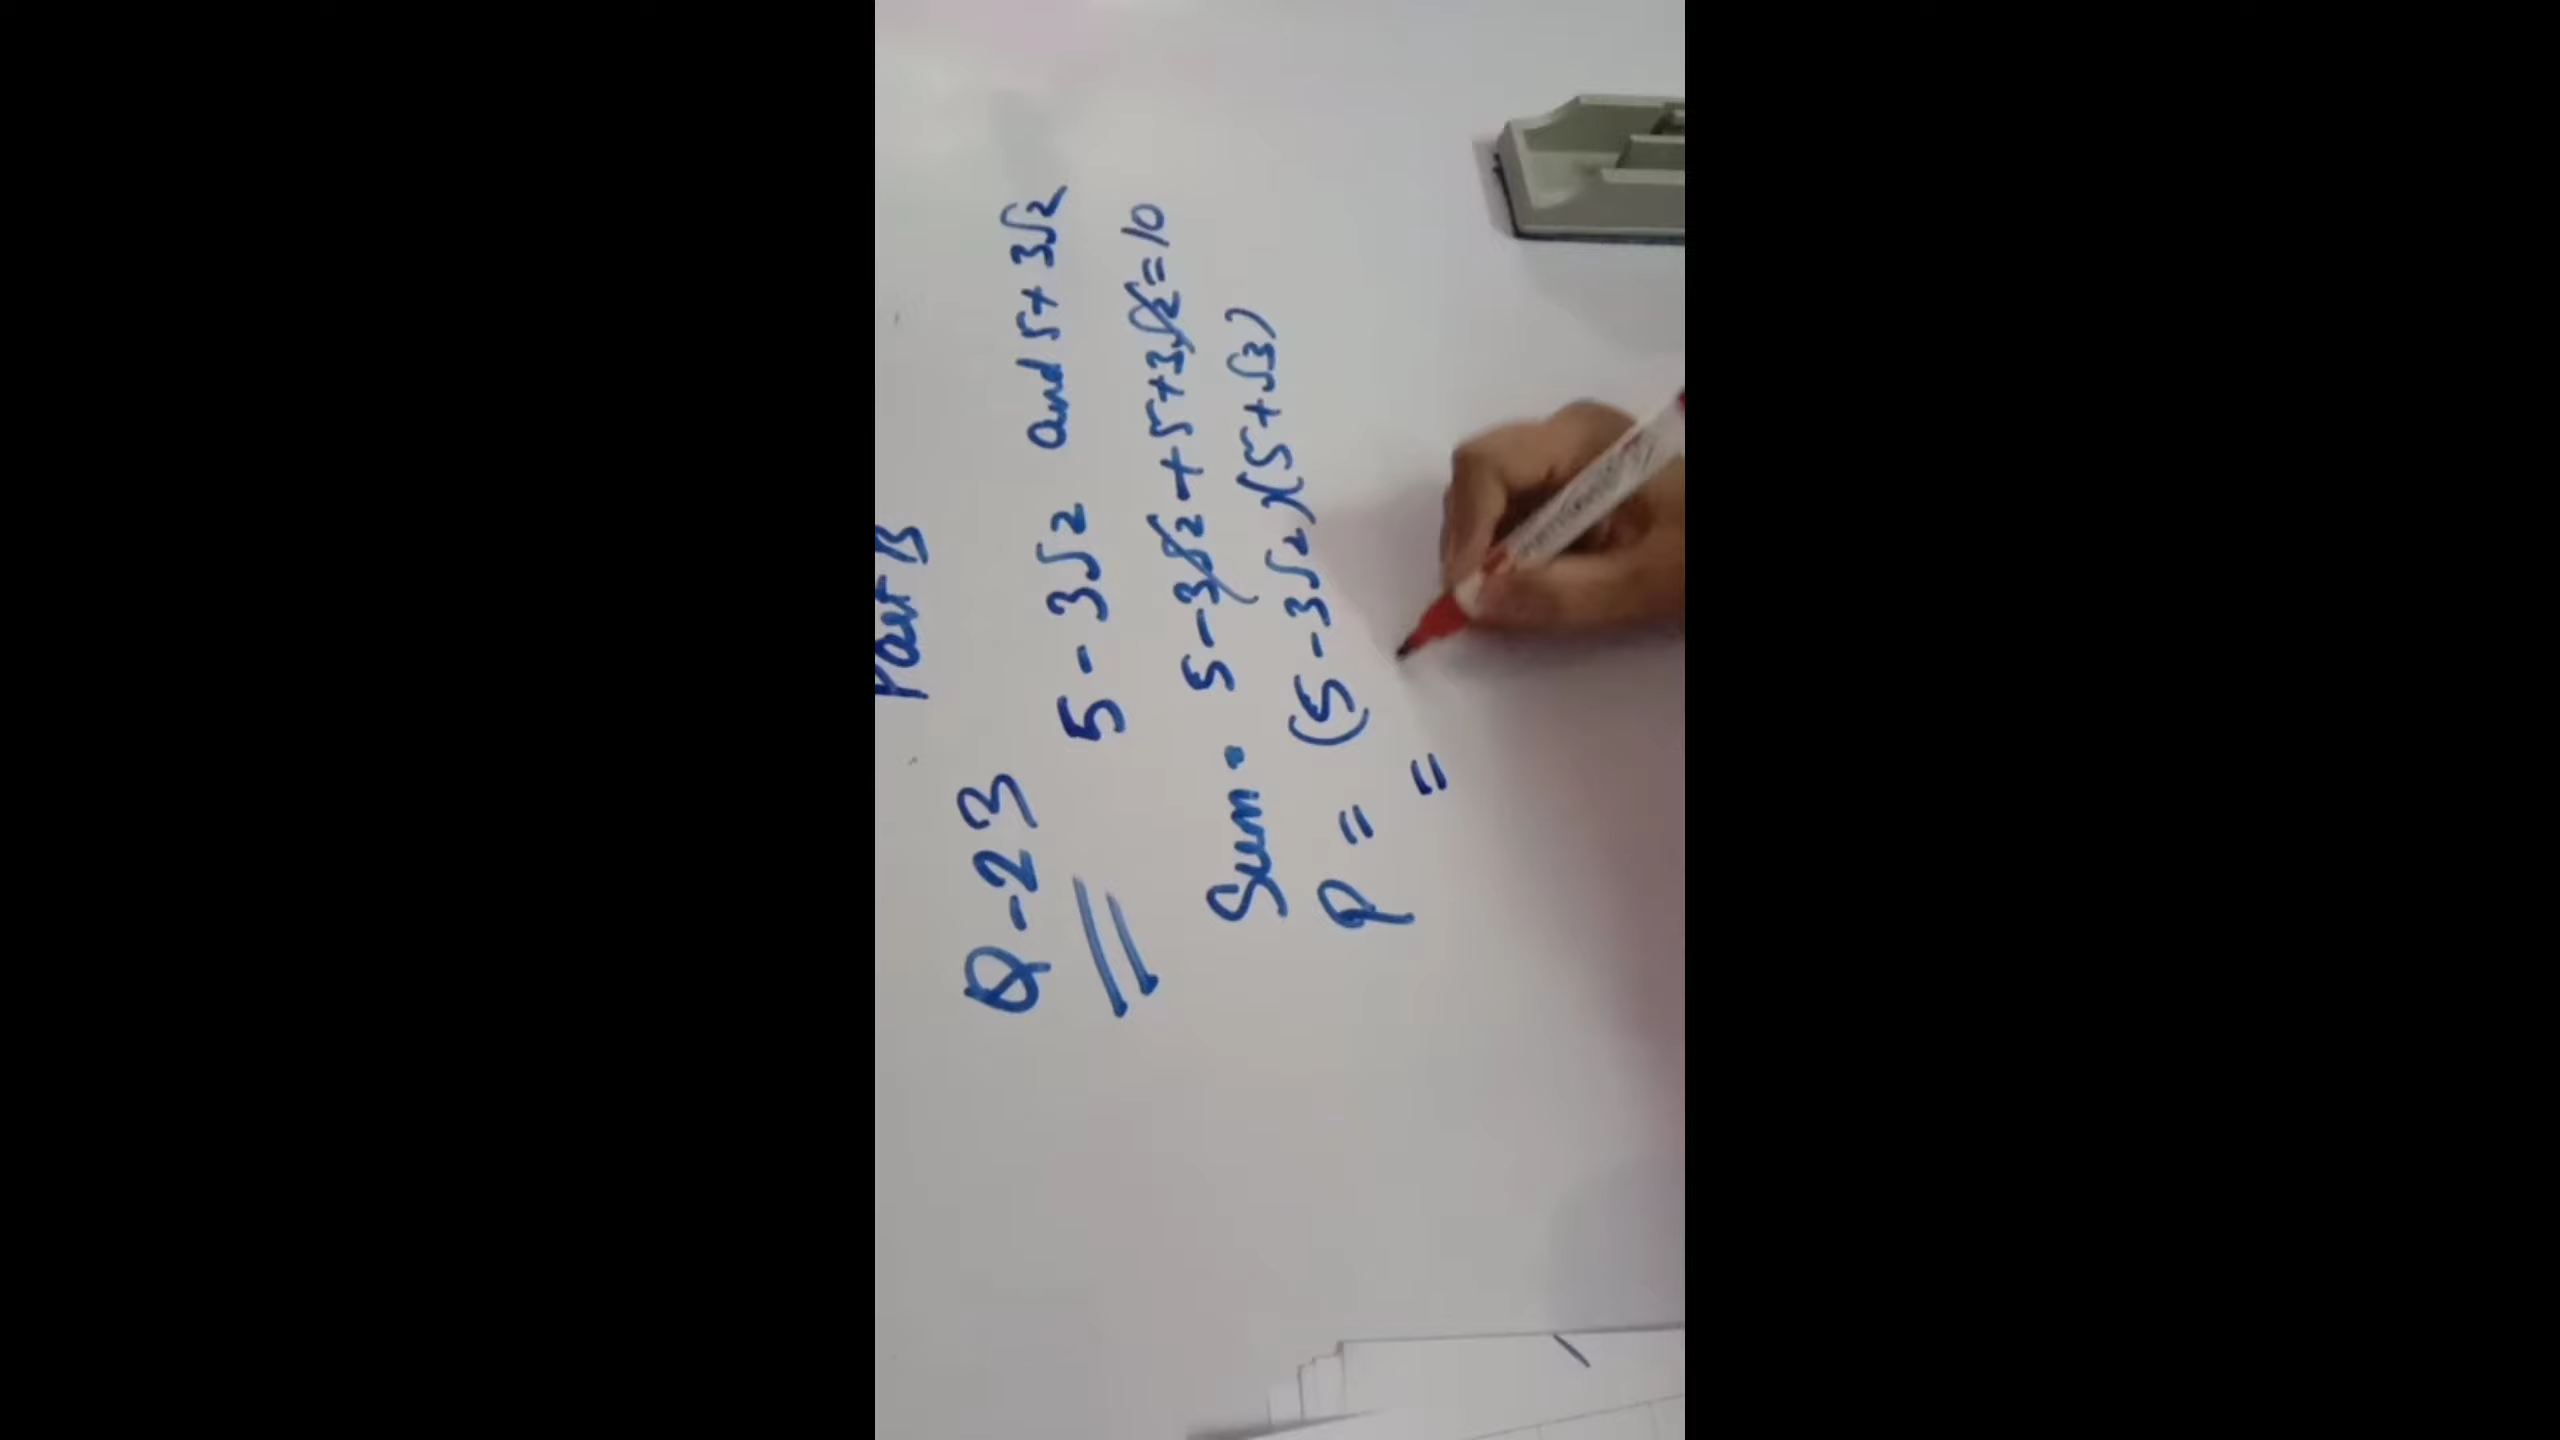 Part B
Q-23
5 - 3√2 and 5 + 3√2
Sum = 5 - 3√2 + 5 + 3√2 = 10
P = (5 - 3√2)(5 + √3)
=